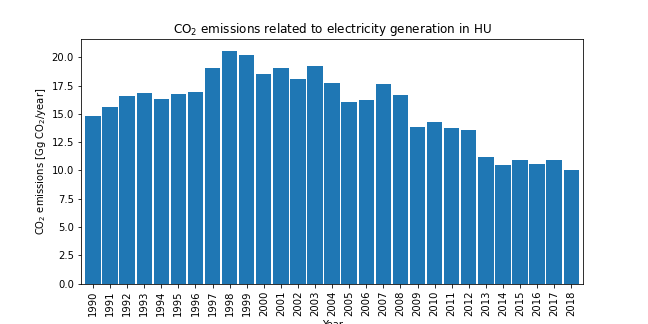 CO₂ emissions related to electricity generation in HU
CO₂ emissions [Gg CO₂/year]
20.0
17.5
15.0
12.5
10.0
7.5
5.0
2.5
0.0
1990 1991 1992 1993 1994 1995 1996 1997 1998 1999 2000 2001 2002 2003 2004 2005 2006 2007 2008 2009 2010 2011 2012 2013 2014 2015 2016 2017 2018
Year